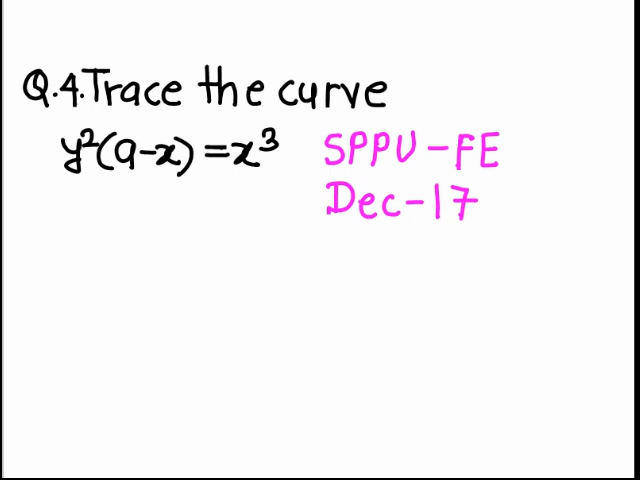 Q.4.Trace the curve
y²(a-x) = x³ SPPU-FE
Dec-17